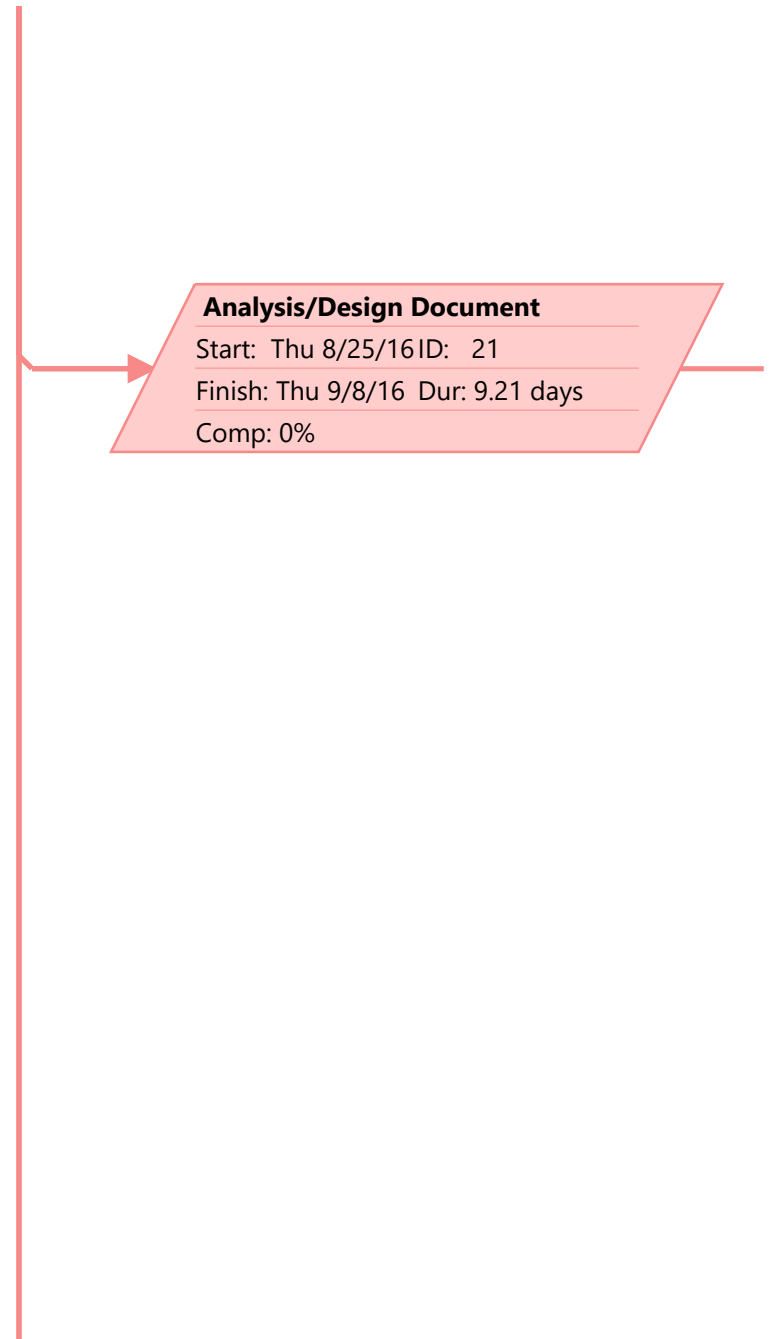 Analysis/Design Document
Start:  Thu 8/25/16 ID:  21
Finish: Thu 9/8/16  Dur: 9.21 days
Comp: 0%